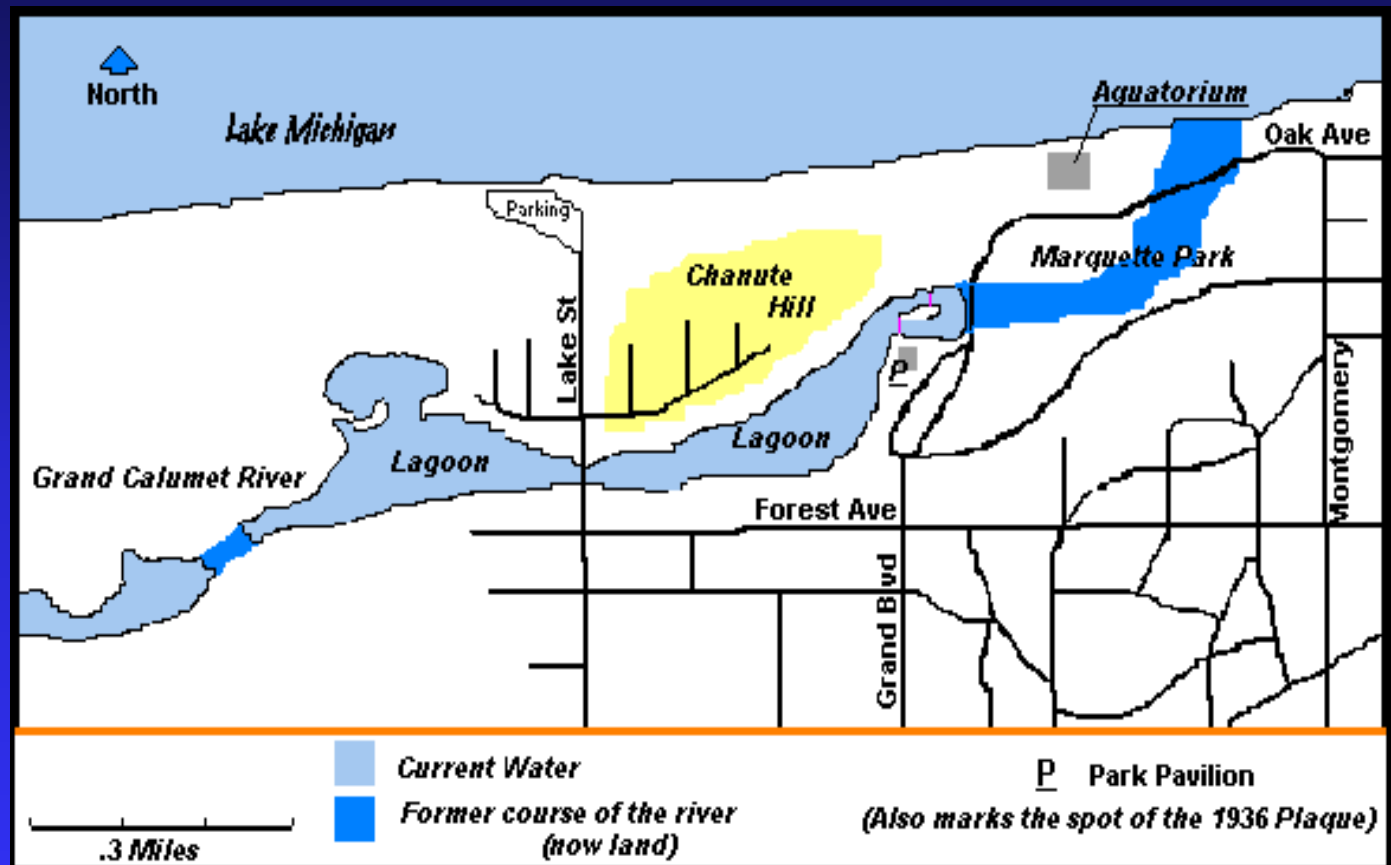 North
Lake Michigan
Aquatorium
Oak Ave
Parking
Chanute
Hill
Marquette Park
Lake St
P
Montgomery
Lagoon
Lagoon
Grand Calumet River
Forest Ave
Grand Blvd
Current Water
P Park Pavilion
Former course of the river
(now land)
(Also marks the spot of the 1936 Plaque)
.3 Miles